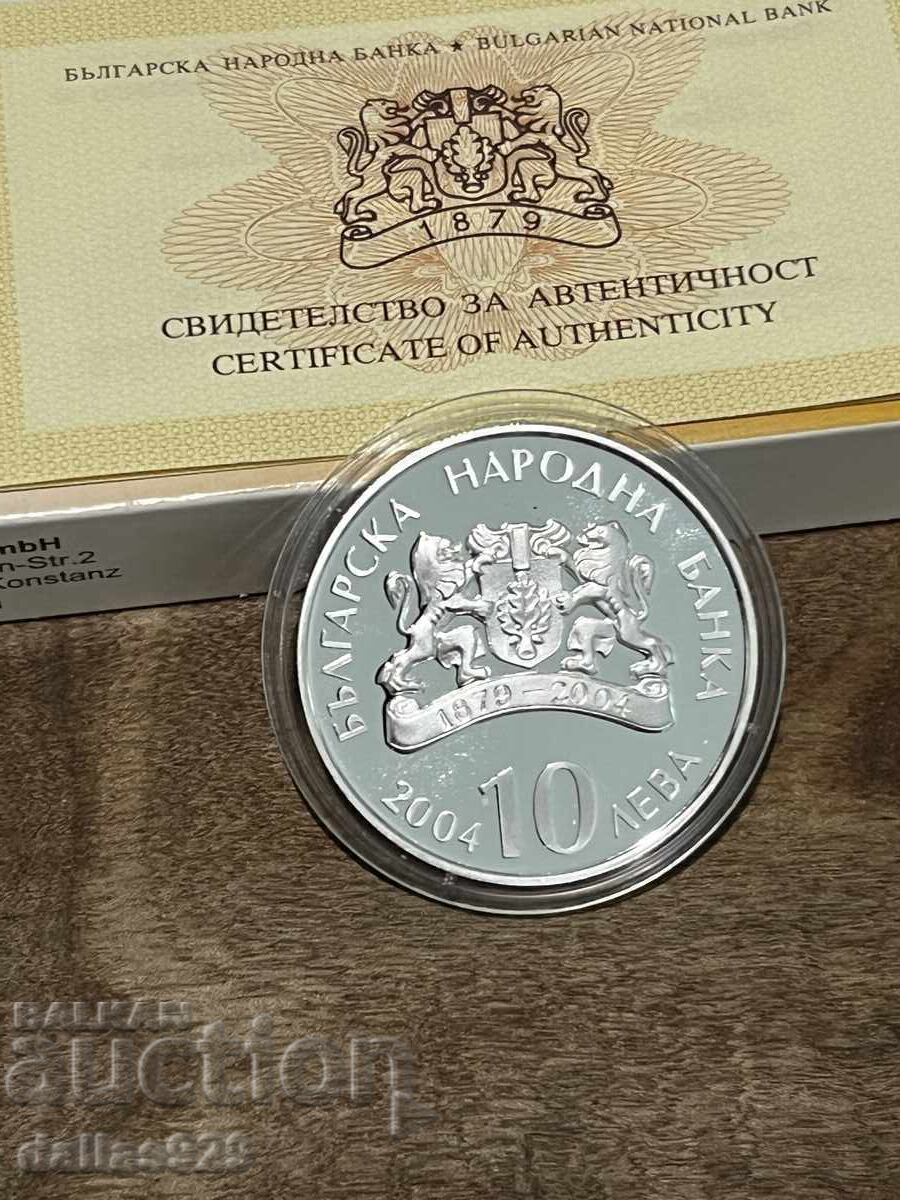 БЪЛГАРСКА НАРОДНА БАНКА ★ BULGARIAN NATIONAL BANK
1879
СВИДЕТЕЛСТВО ЗА АВТЕНТИЧНОСТ
CERTIFICATE OF AUTHENTICITY
mbH
n-Str.2
Konstanz
БЪЛГАРСКА НАРОДНА БАНКА
1879-2004
2004 10 ЛЕВА
BALKAN
auction
dallas929